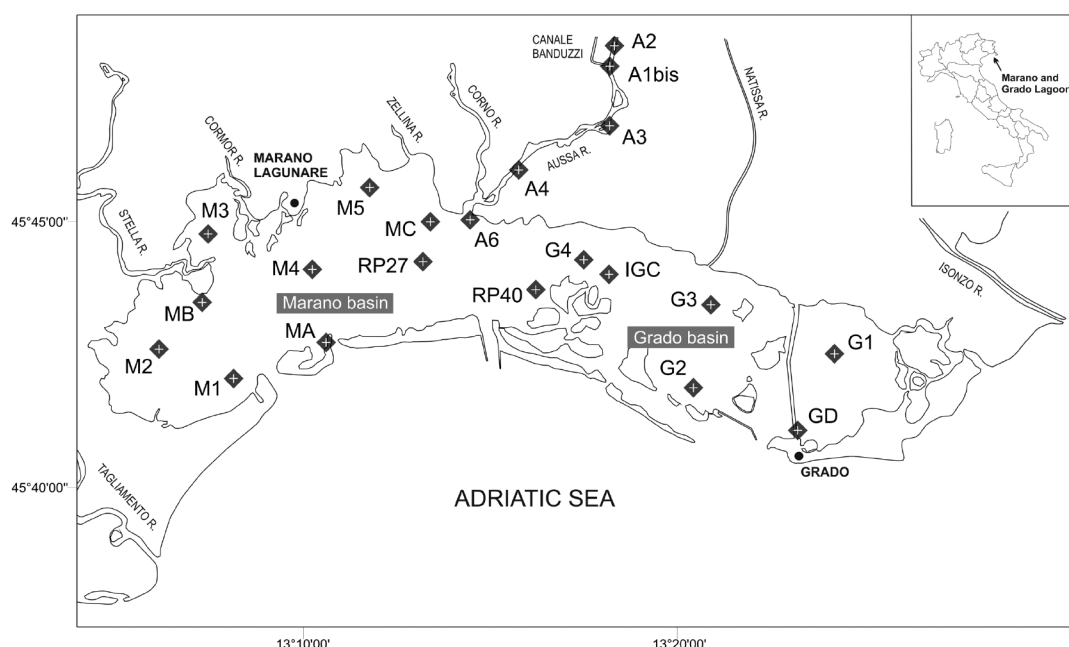 CANALE
BANDUZZI
A2
A1bis
A3
A4
AUSSA R.
NATISSA R.
CORNO R.
ZELLINA R.
CORMOR R.
STELLA R.
MARANO
LAGUNARE
Marano and
Grado Lagoon
45°45'00"
M3
M5
MC
A6
M4
RP27
G4
IGC
ISONZO R.
MB
Marano basin
RP40
G3
MA
Grado basin
G1
M2
M1
G2
GD
GRADO
45°40'00"
TAGLIAMENTO R.
ADRIATIC SEA
13°10'00"
13°20'00"